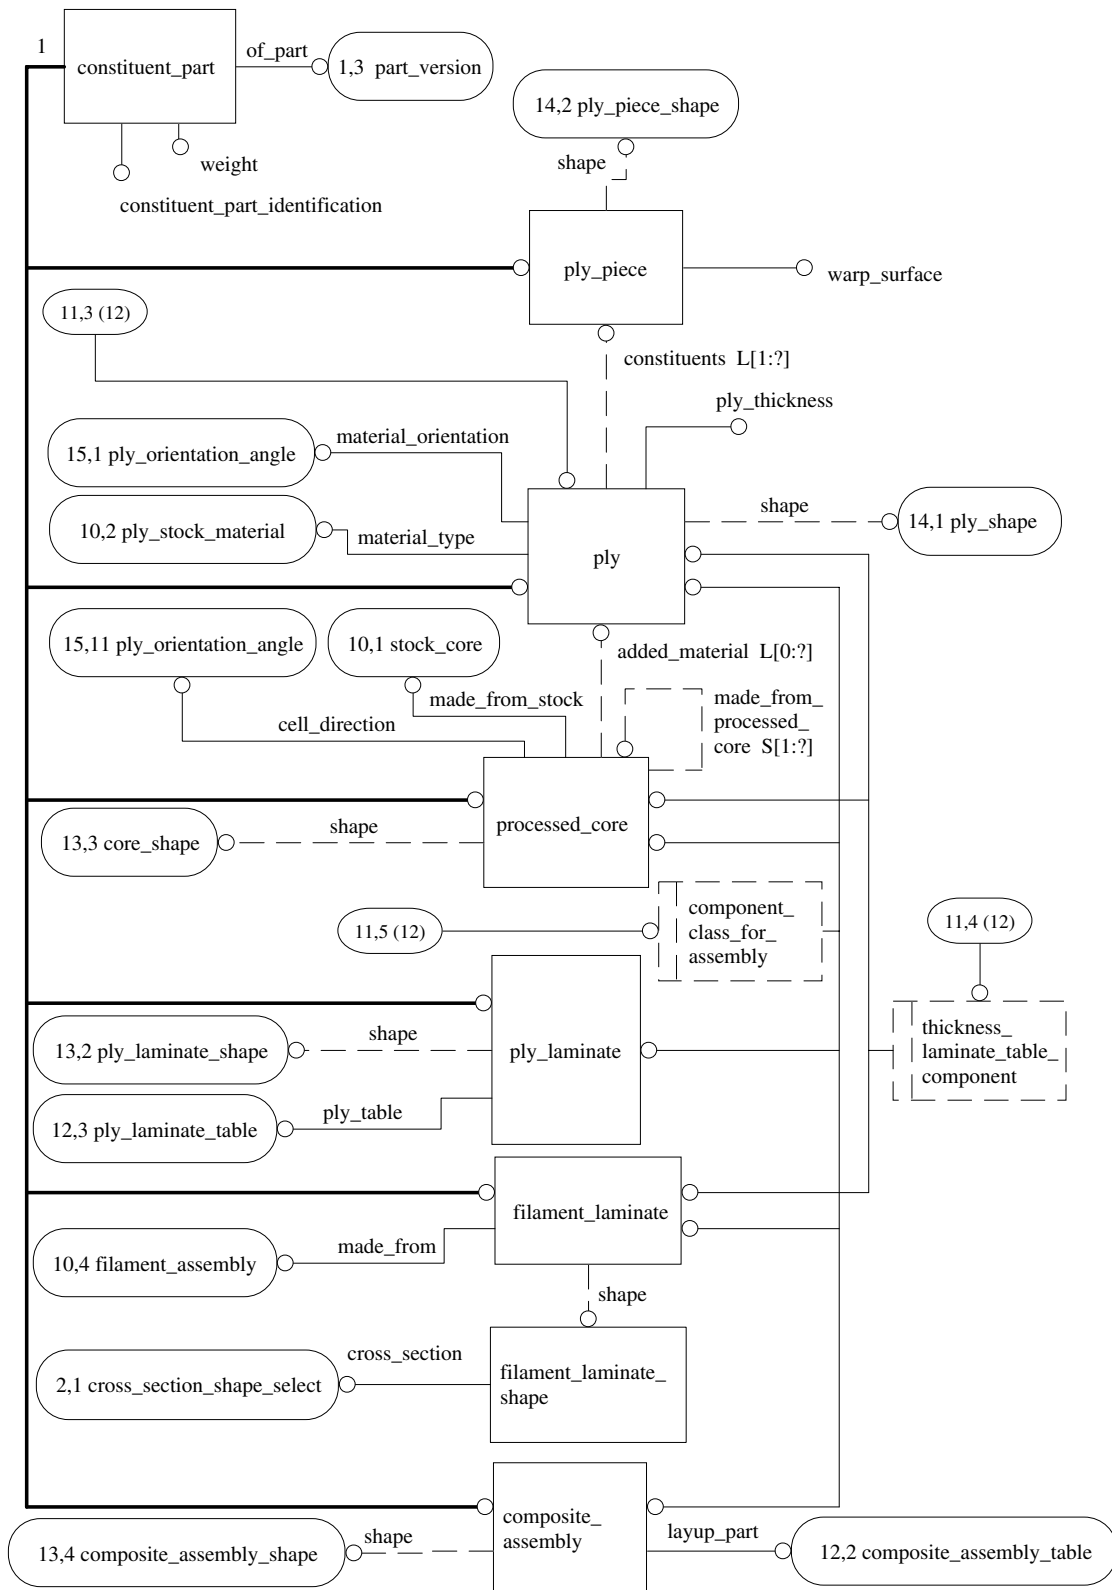 1
constituent_part
of_part
1,3 part_version
weight
constituent_part_identification
14,2 ply_piece_shape
shape
ply_piece
warp_surface
11,3 (12)
constituents L[1:?]
ply_thickness
material_orientation
15,1 ply_orientation_angle
10,2 ply_stock_material
material_type
ply
shape
14,1 ply_shape
15,11 ply_orientation_angle
10,1 stock_core
added_material L[0:?]
made_from_stock
cell_direction
made_from_
processed_
core S[1:?]
processed_core
13,3 core_shape
shape
11,5 (12)
component_
class_for_
assembly
11,4 (12)
thickness_
laminate_table_
component
shape
13,2 ply_laminate_shape
ply_laminate
ply_table
12,3 ply_laminate_table
filament_laminate
made_from
10,4 filament_assembly
shape
cross_section
2,1 cross_section_shape_select
filament_laminate_
shape
composite_
assembly
shape
13,4 composite_assembly_shape
layup_part
12,2 composite_assembly_table